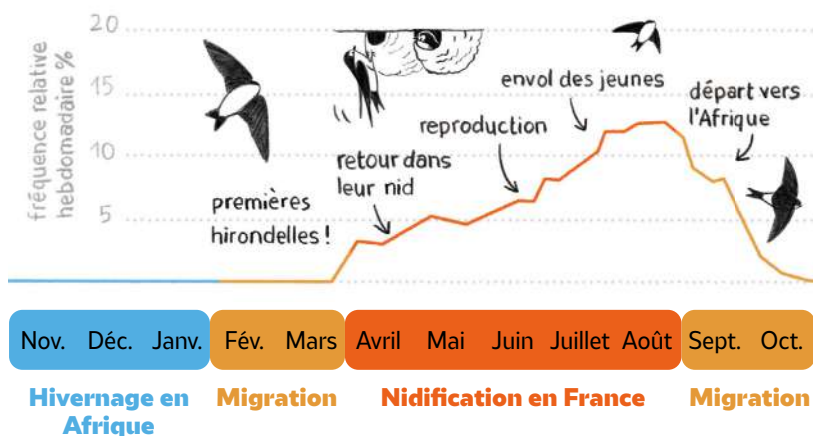 fréquence relative
hebdomadaire %
20
15
10
5
premières
hirondelles !
retour dans
leur nid
reproduction
envol des jeunes
départ vers
l'Afrique
Nov. Déc. Janv. Fév. Mars Avril Mai Juin Juillet Août Sept. Oct.
Hivernage en
Afrique
Migration
Nidification en France
Migration